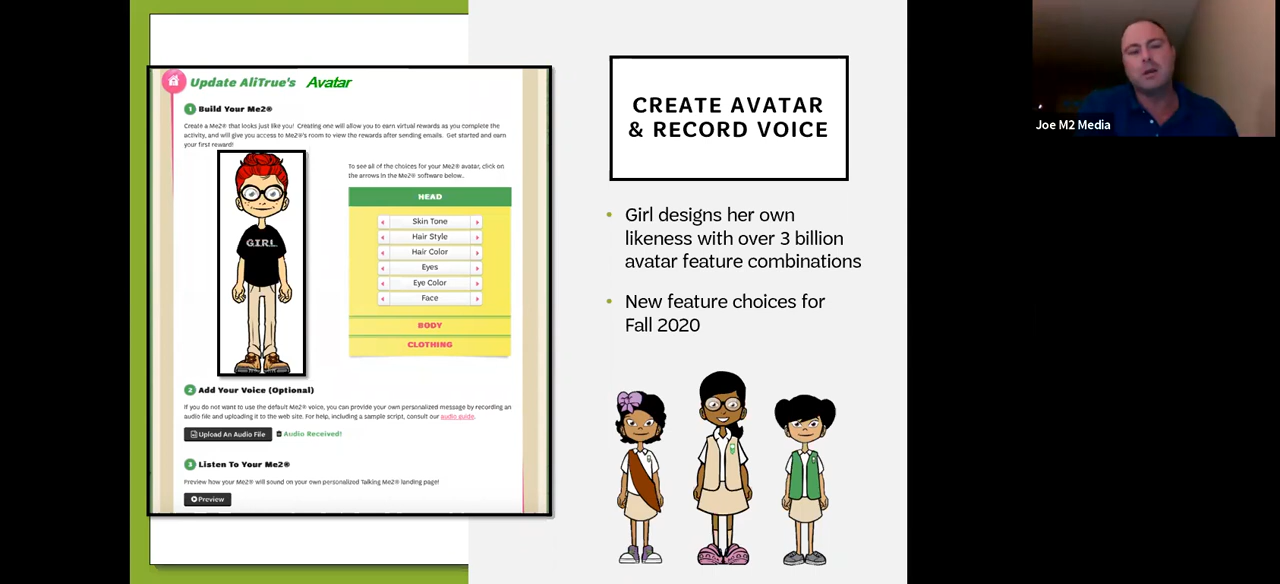 Update AliTrue's Avatar
1 Build Your Me2®
Create a Me2® that looks just like you! Creating one will allow you to earn virtual rewards as you complete the
activity, and will give you access to Me2®'s room to view the rewards after sending emails. Get started and earn
your first reward!
G.I.R.L.
To see all of the choices for your Me2® avatar, click on
the arrows in the Me2® software below..
HEAD
Skin Tone
Hair Style
Hair Color
Eyes
Eye Color
Face
BODY
CLOTHING
2 Add Your Voice (Optional)
If you do not want to use the default Me2® voice, you can provide your own personalized message by recording an
audio file and uploading it to the web site. For help, including a sample script, consult our audio guide.
Upload An Audio File Audio Received!
3 Listen To Your Me2®
Preview how your Me2® will sound on your own personalized Talking Me2® landing page!
Preview
CREATE AVATAR
& RECORD VOICE
• Girl designs her own
likeness with over 3 billion
avatar feature combinations
• New feature choices for
Fall 2020
Joe M2 Media